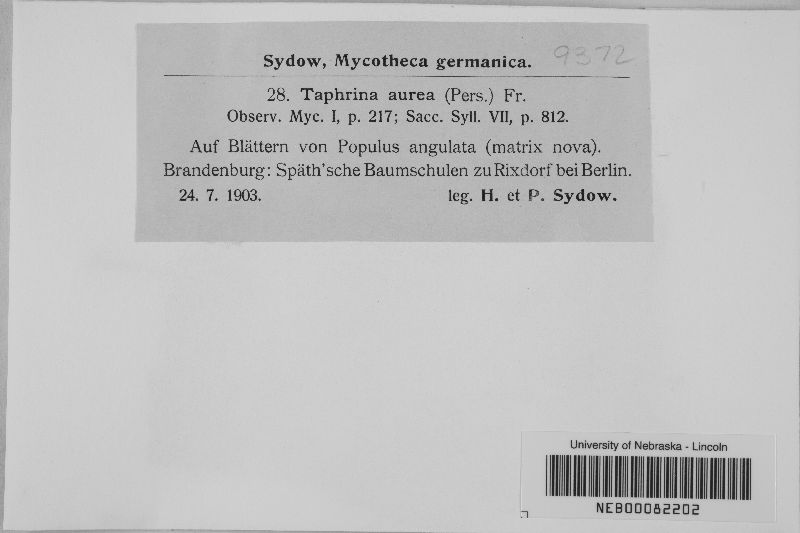 Sydow, Mycotheca germanica. 9372
28. Taphrina aurea (Pers.) Fr.
Observ. Myc. I, p. 217; Sacc. Syll. VII, p. 812.
Auf Blättern von Populus angulata (matrix nova).
Brandenburg: Späth'sche Baumschulen zu Rixdorf bei Berlin.
24. 7. 1903. leg. H. et P. Sydow.
University of Nebraska - Lincoln
NEB00082202